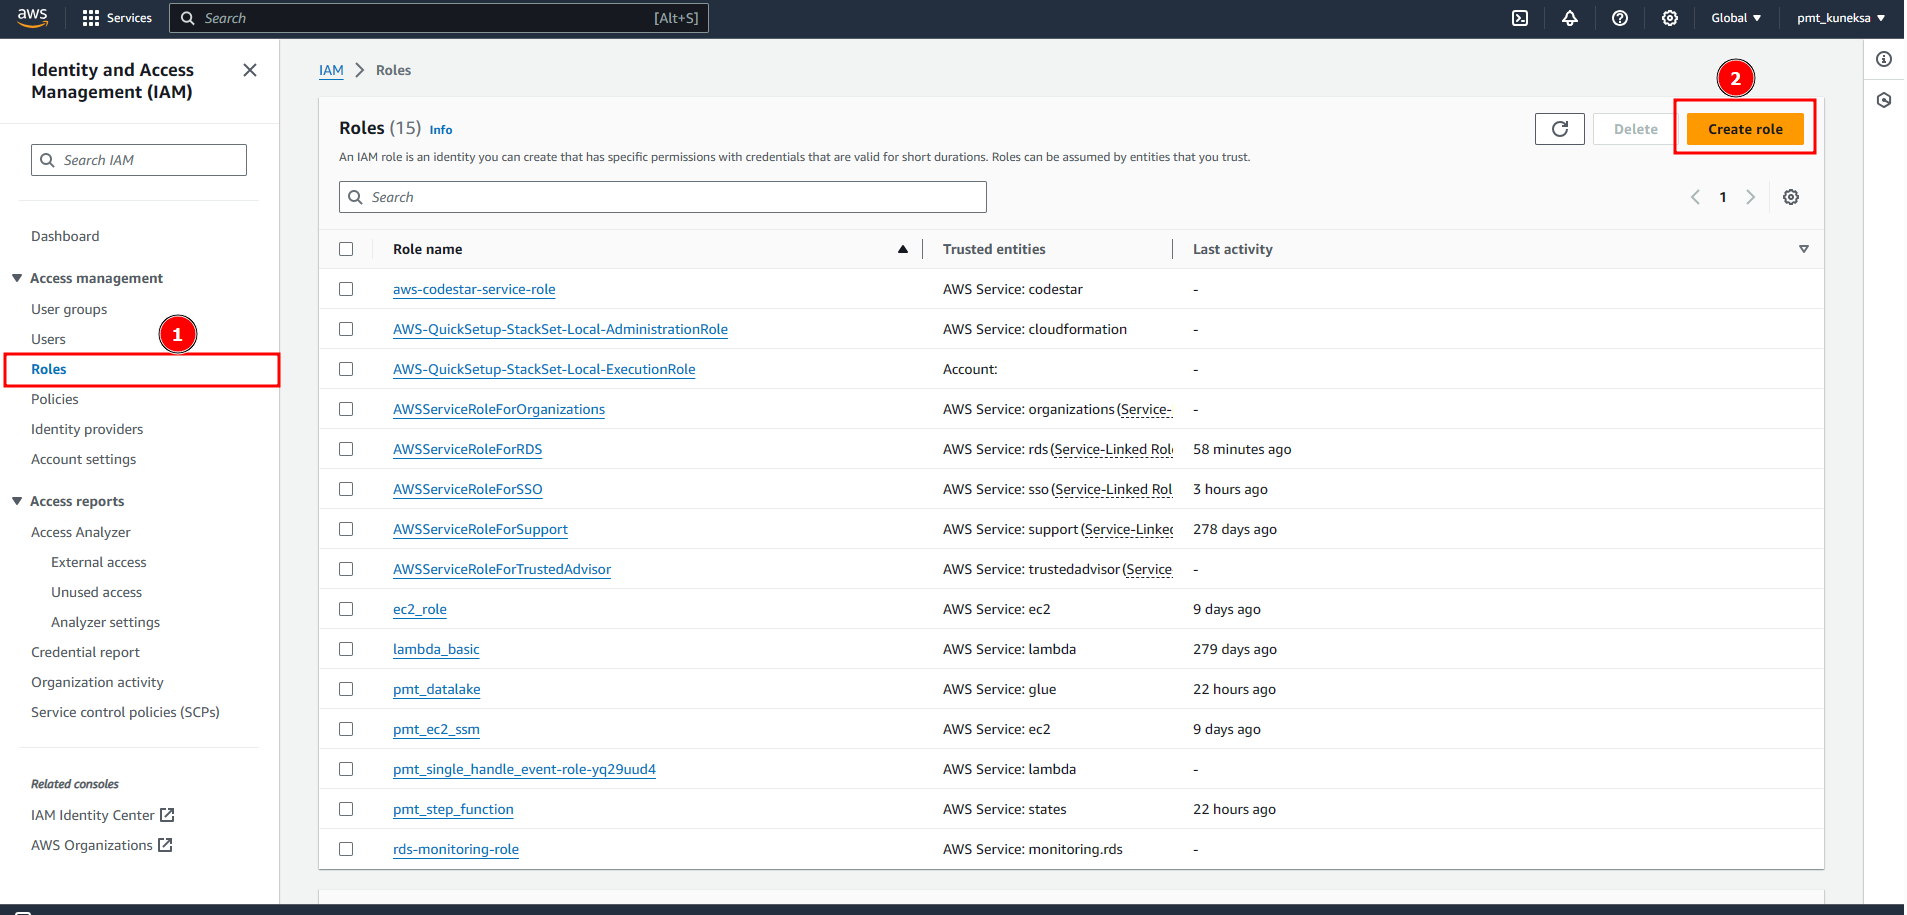 aws
Services
Search
[Alt+S]
Global
pmt_kuneksa
Identity and Access
Management (IAM)
Search IAM
Dashboard
Access management
User groups
Users
1
Roles
Policies
Identity providers
Account settings
Access reports
Access Analyzer
External access
Unused access
Analyzer settings
Credential report
Organization activity
Service control policies (SCPs)
Related consoles
IAM Identity Center
AWS Organizations
IAM > Roles
2
Roles (15) Info
Delete
Create role
An IAM role is an identity you can create that has specific permissions with credentials that are valid for short durations. Roles can be assumed by entities that you trust.
Search
1
Role name Trusted entities Last activity
aws-codestar-service-role AWS Service: codestar -
AWS-QuickSetup-StackSet-Local-AdministrationRole AWS Service: cloudformation -
AWS-QuickSetup-StackSet-Local-ExecutionRole Account: -
AWSServiceRoleForOrganizations AWS Service: organizations (Service- -
AWSServiceRoleForRDS AWS Service: rds (Service-Linked Role 58 minutes ago
AWSServiceRoleForSSO AWS Service: sso (Service-Linked Rol 3 hours ago
AWSServiceRoleForSupport AWS Service: support (Service-Linked 278 days ago
AWSServiceRoleForTrustedAdvisor AWS Service: trustedadvisor (Service -
ec2_role AWS Service: ec2 9 days ago
lambda_basic AWS Service: lambda 279 days ago
pmt_datalake AWS Service: glue 22 hours ago
pmt_ec2_ssm AWS Service: ec2 9 days ago
pmt_single_handle_event-role-yq29uud4 AWS Service: lambda -
pmt_step_function AWS Service: states 22 hours ago
rds-monitoring-role AWS Service: monitoring.rds -